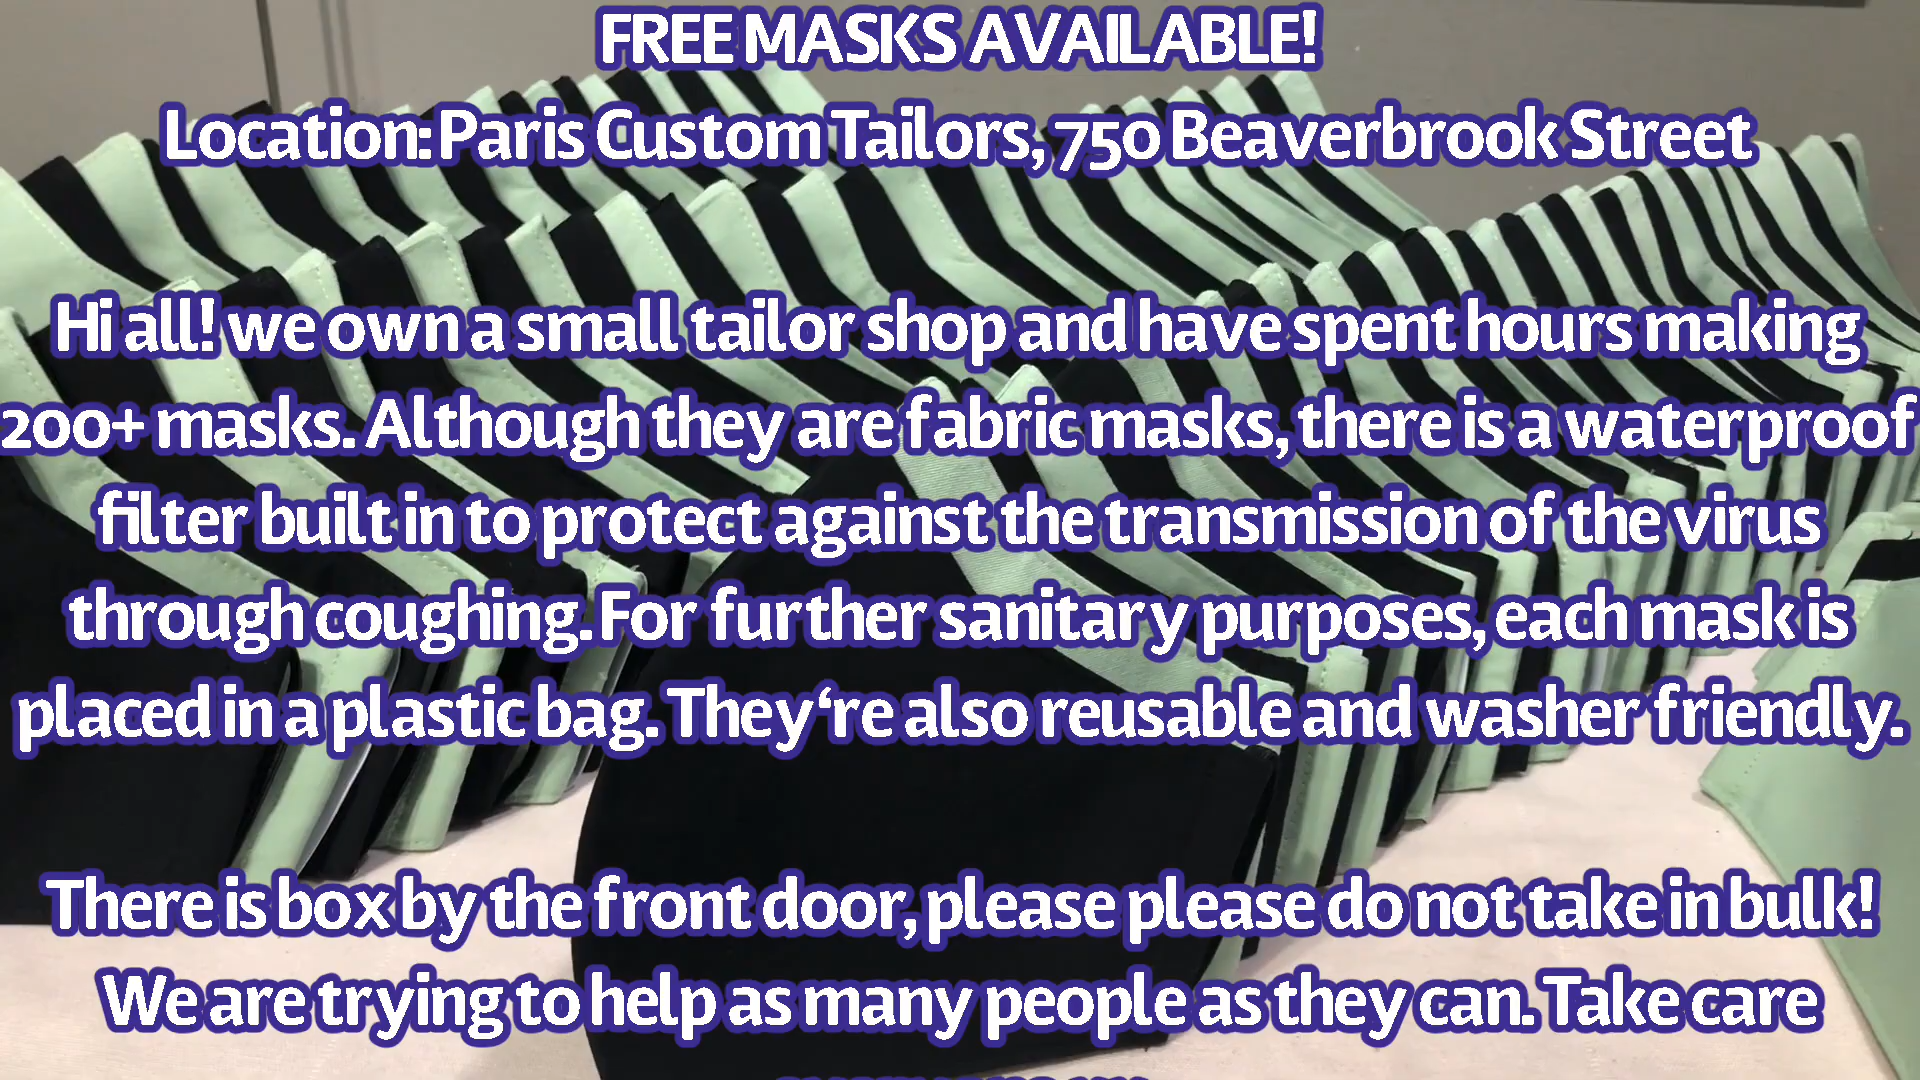 FREE MASKS AVAILABLE!
Location: Paris Custom Tailors, 750 Beaverbrook Street
Hi all! we own a small tailor shop and have spent hours making
200+ masks. Although they are fabric masks, there is a waterproof
filter built in to protect against the transmission of the virus
through coughing. For further sanitary purposes, each mask is
placed in a plastic bag. They‘re also reusable and washer friendly.
There is box by the front door, please please do not take in bulk!
We are trying to help as many people as they can. Take care